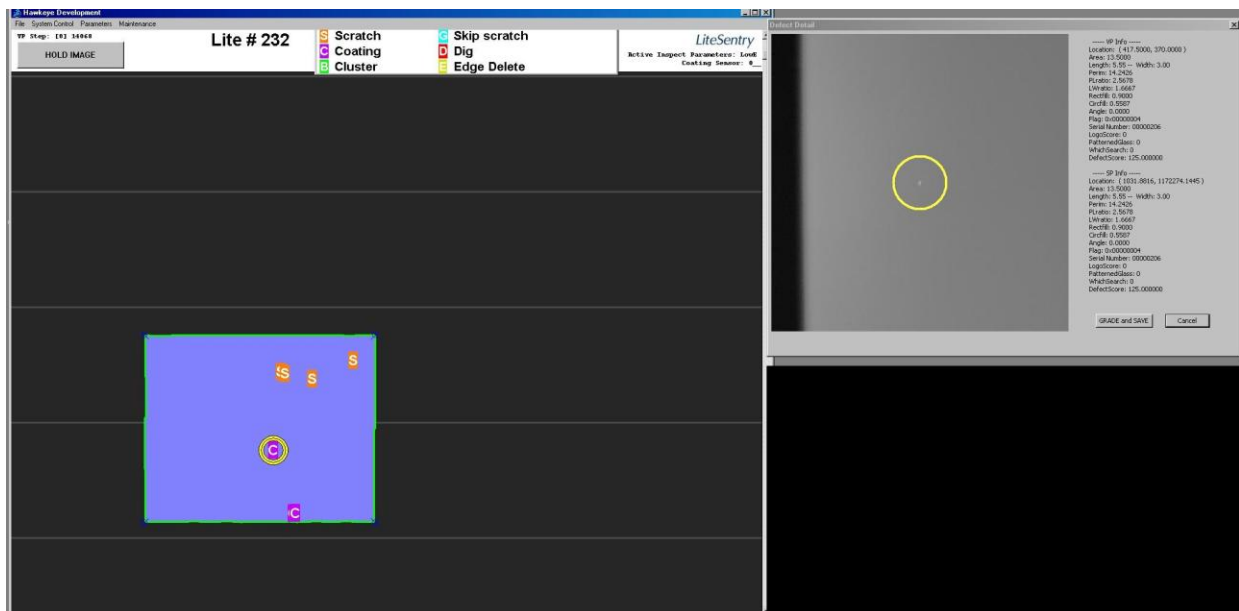 Hawkeye Development
File System Control Parameters Maintenance
VP Step: [0] 14068
HOLD IMAGE
Lite # 232
S Scratch
C Coating
B Cluster
G Skip scratch
D Dig
E Edge Delete
LiteSentry
Active Inspect Parameters: LowE
Coating Sensor: 0__
S
S
S
C
C
Defect Detail
----- VP Info -----
Location: ( 417.5000, 370.0000 )
Area: 13.5000
Length: 5.55 -- Width: 3.00
Perim: 14.2426
PLratio: 2.5678
LWratio: 1.6667
Rectfill: 0.9000
Circfill: 0.5587
Angle: 0.0000
Flag: 0x00000004
Serial Number: 00000206
LogoScore: 0
PatternedGlass: 0
WhichSearch: 0
DefectScore: 125.000000
----- SP Info -----
Location: ( 1031.8816, 1172274.1445 )
Area: 13.5000
Length: 5.55 -- Width: 3.00
Perim: 14.2426
PLratio: 2.5678
LWratio: 1.6667
Rectfill: 0.9000
Circfill: 0.5587
Angle: 0.0000
Flag: 0x00000004
Serial Number: 00000206
LogoScore: 0
PatternedGlass: 0
WhichSearch: 0
DefectScore: 125.000000
GRADE and SAVE Cancel